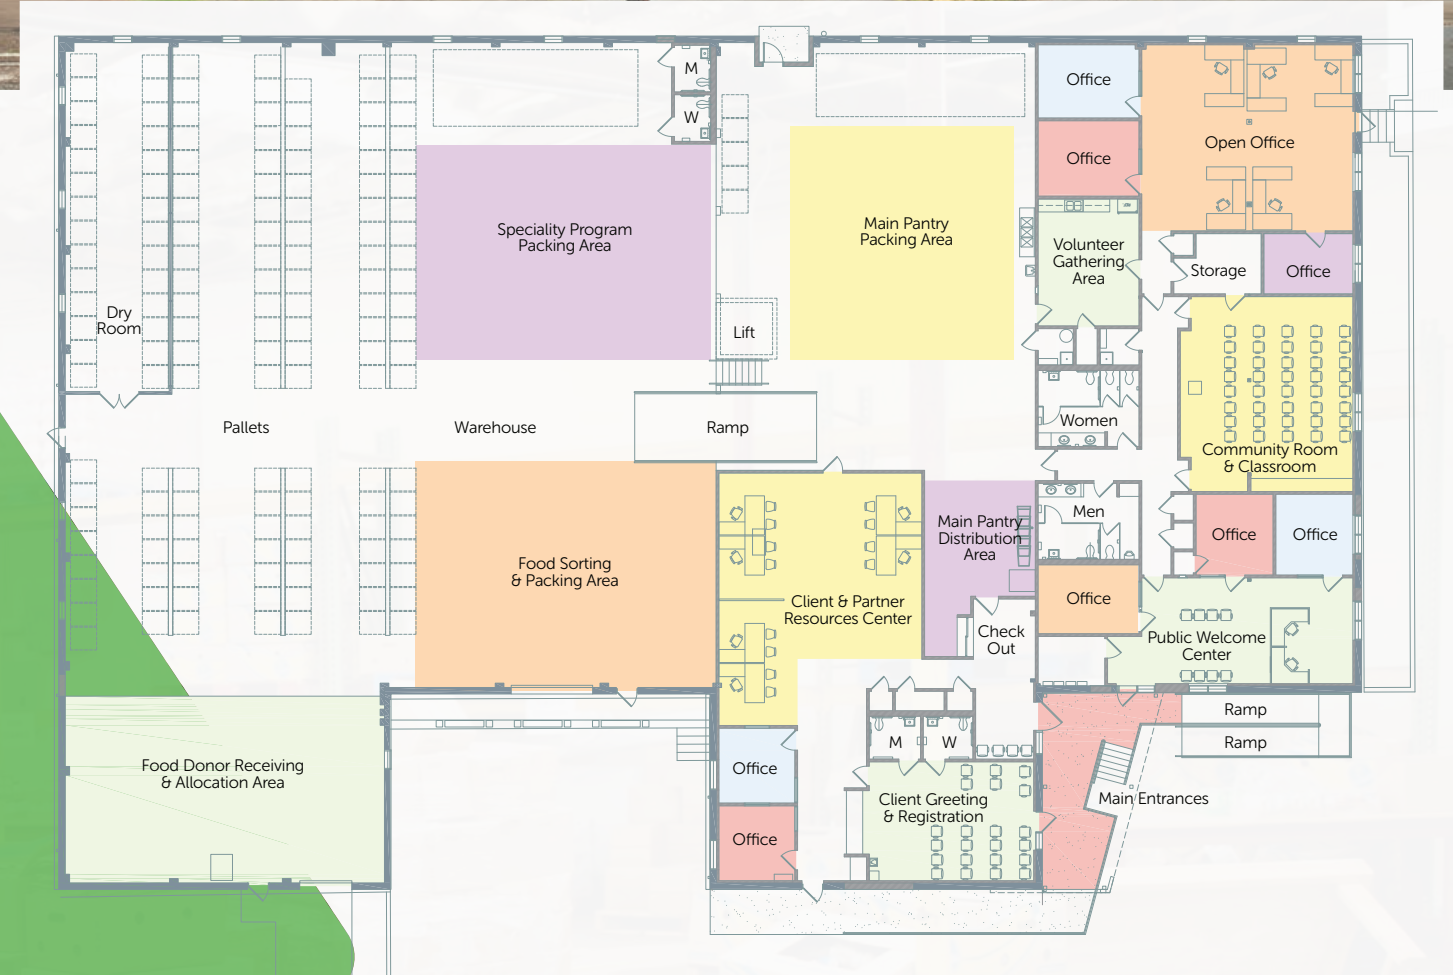 M
W
Office
Open Office
Office
Speciality Program
Packing Area
Main Pantry
Packing Area
Volunteer
Gathering
Area
Storage
Office
Dry
Room
Lift
Pallets
Warehouse
Ramp
Women
Community Room
& Classroom
Main Pantry
Distribution
Area
Men
Office
Office
Food Sorting
& Packing Area
Client & Partner
Resources Center
Office
Check
Out
Public Welcome
Center
Ramp
Ramp
M
W
Food Donor Receiving
& Allocation Area
Office
Client Greeting
& Registration
Main Entrances
Office